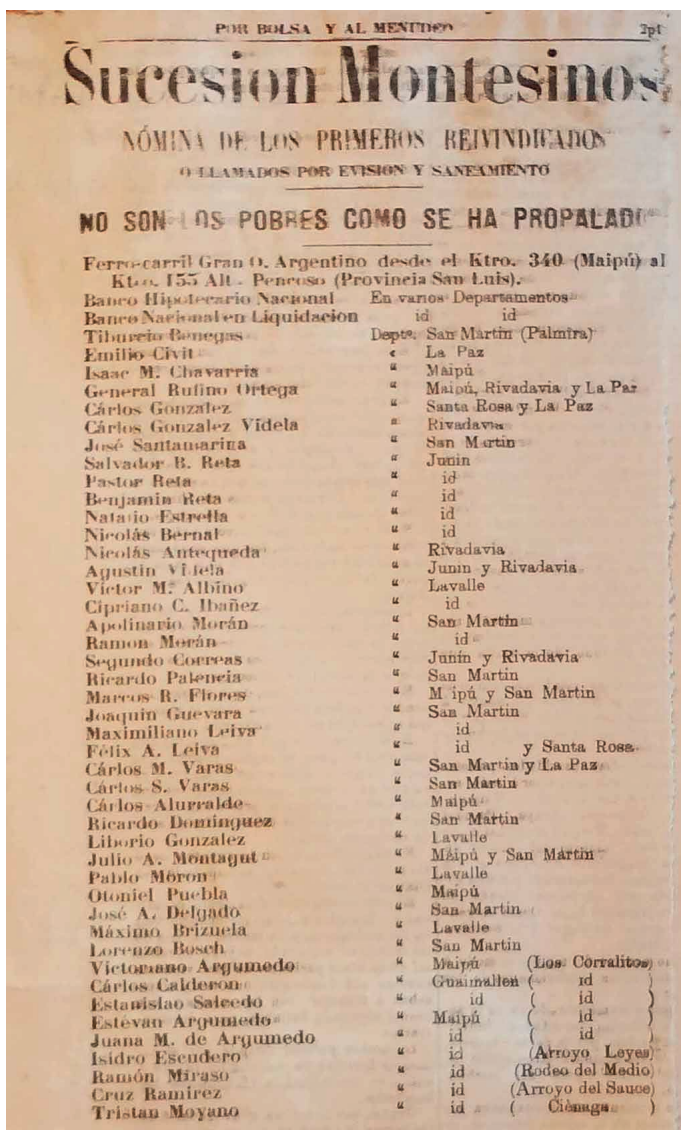 POR BOLSA Y AL MENUDEO
Sucesion Montesinos
NÓMINA DE LOS PRIMEROS REIVINDICADOS
O LLAMADOS POR EVISION Y SANEAMIENTO
NO SON LOS POBRES COMO SE HA PROPALADO
Ferro-carril Gran O. Argentino desde el Ktro. 340 (Maipú) al
Ktro. 155 Alt. Pencoso (Provincia San Luis).
Banco Hipotecario Nacional En varios Departamentos
Banco Nacional en Liquidacion id id
Tiburcio Benegas Depto. San Martin (Palmira)
Emilio Civit “ La Paz
Isaac M. Chavarria “ Maipú
General Rufino Ortega “ Maipú, Rivadavia y La Paz
Cárlos Gonzalez “ Santa Rosa y La Paz
Cárlos Gonzalez Videla “ Rivadavia
José Santamarina “ San Martin
Salvador B. Reta “ Junin
Pastor Reta “ id
Benjamin Reta “ id
Natalio Estrella “ id
Nicolás Bernal “ id
Nicolás Antequeda “ Rivadavia
Agustin Videla “ Junin y Rivadavia
Victor M.ª Albino “ Lavalle
Cipriano C. Ibañez “ id
Apolinario Morán “ San Martin
Ramon Morán “ id
Segundo Correas “ Junín y Rivadavia
Ricardo Palencia “ San Martin
Marcos R. Flores “ M ipú y San Martin
Joaquin Guevara “ San Martin
Maximiliano Leiva “ id
Félix A. Leiva “ id y Santa Rosa
Cárlos M. Varas “ San Martin y La Paz
Cárlos S. Varas “ San Martin
Cárlos Alurralde “ Maipú
Ricardo Dominguez “ San Martin
Liborio Gonzalez “ Lavalle
Julio A. Montagut “ Maipú y San Martin
Pablo Moron “ Lavalle
Otoniel Puebla “ Maipú
José A. Delgado “ San Martin
Máximo Brizuela “ Lavalle
Lorenzo Bosch “ San Martin
Victoriano Argumedo “ Maipú (Los Corralitos)
Cárlos Calderon “ Guaimallen ( id )
Estanislao Salcedo “ id ( id )
Estevan Argumedo “ Maipú ( id )
Juana M. de Argumedo “ id ( id )
Isidro Escudero “ id (Arroyo Leyes)
Ramón Miraso “ id (Rodeo del Medio)
Cruz Ramirez “ id (Arroyo del Sauce)
Tristan Moyano “ id ( Ciénaga )